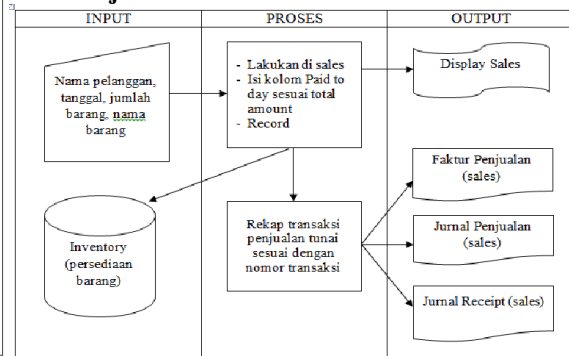 INPUT
PROSES
OUTPUT
Nama pelanggan,
tanggal, jumlah
barang, nama
barang
- Lakukan di sales
- Isi kolom Paid to
day sesuai total
amount
- Record
Display Sales
Inventory
(persediaan
barang)
Rekap transaksi
penjualan tunai
sesuai dengan
nomor transaksi
Faktur Penjualan
(sales)
Jurnal Penjualan
(sales)
Jurnal Receipt (sales)